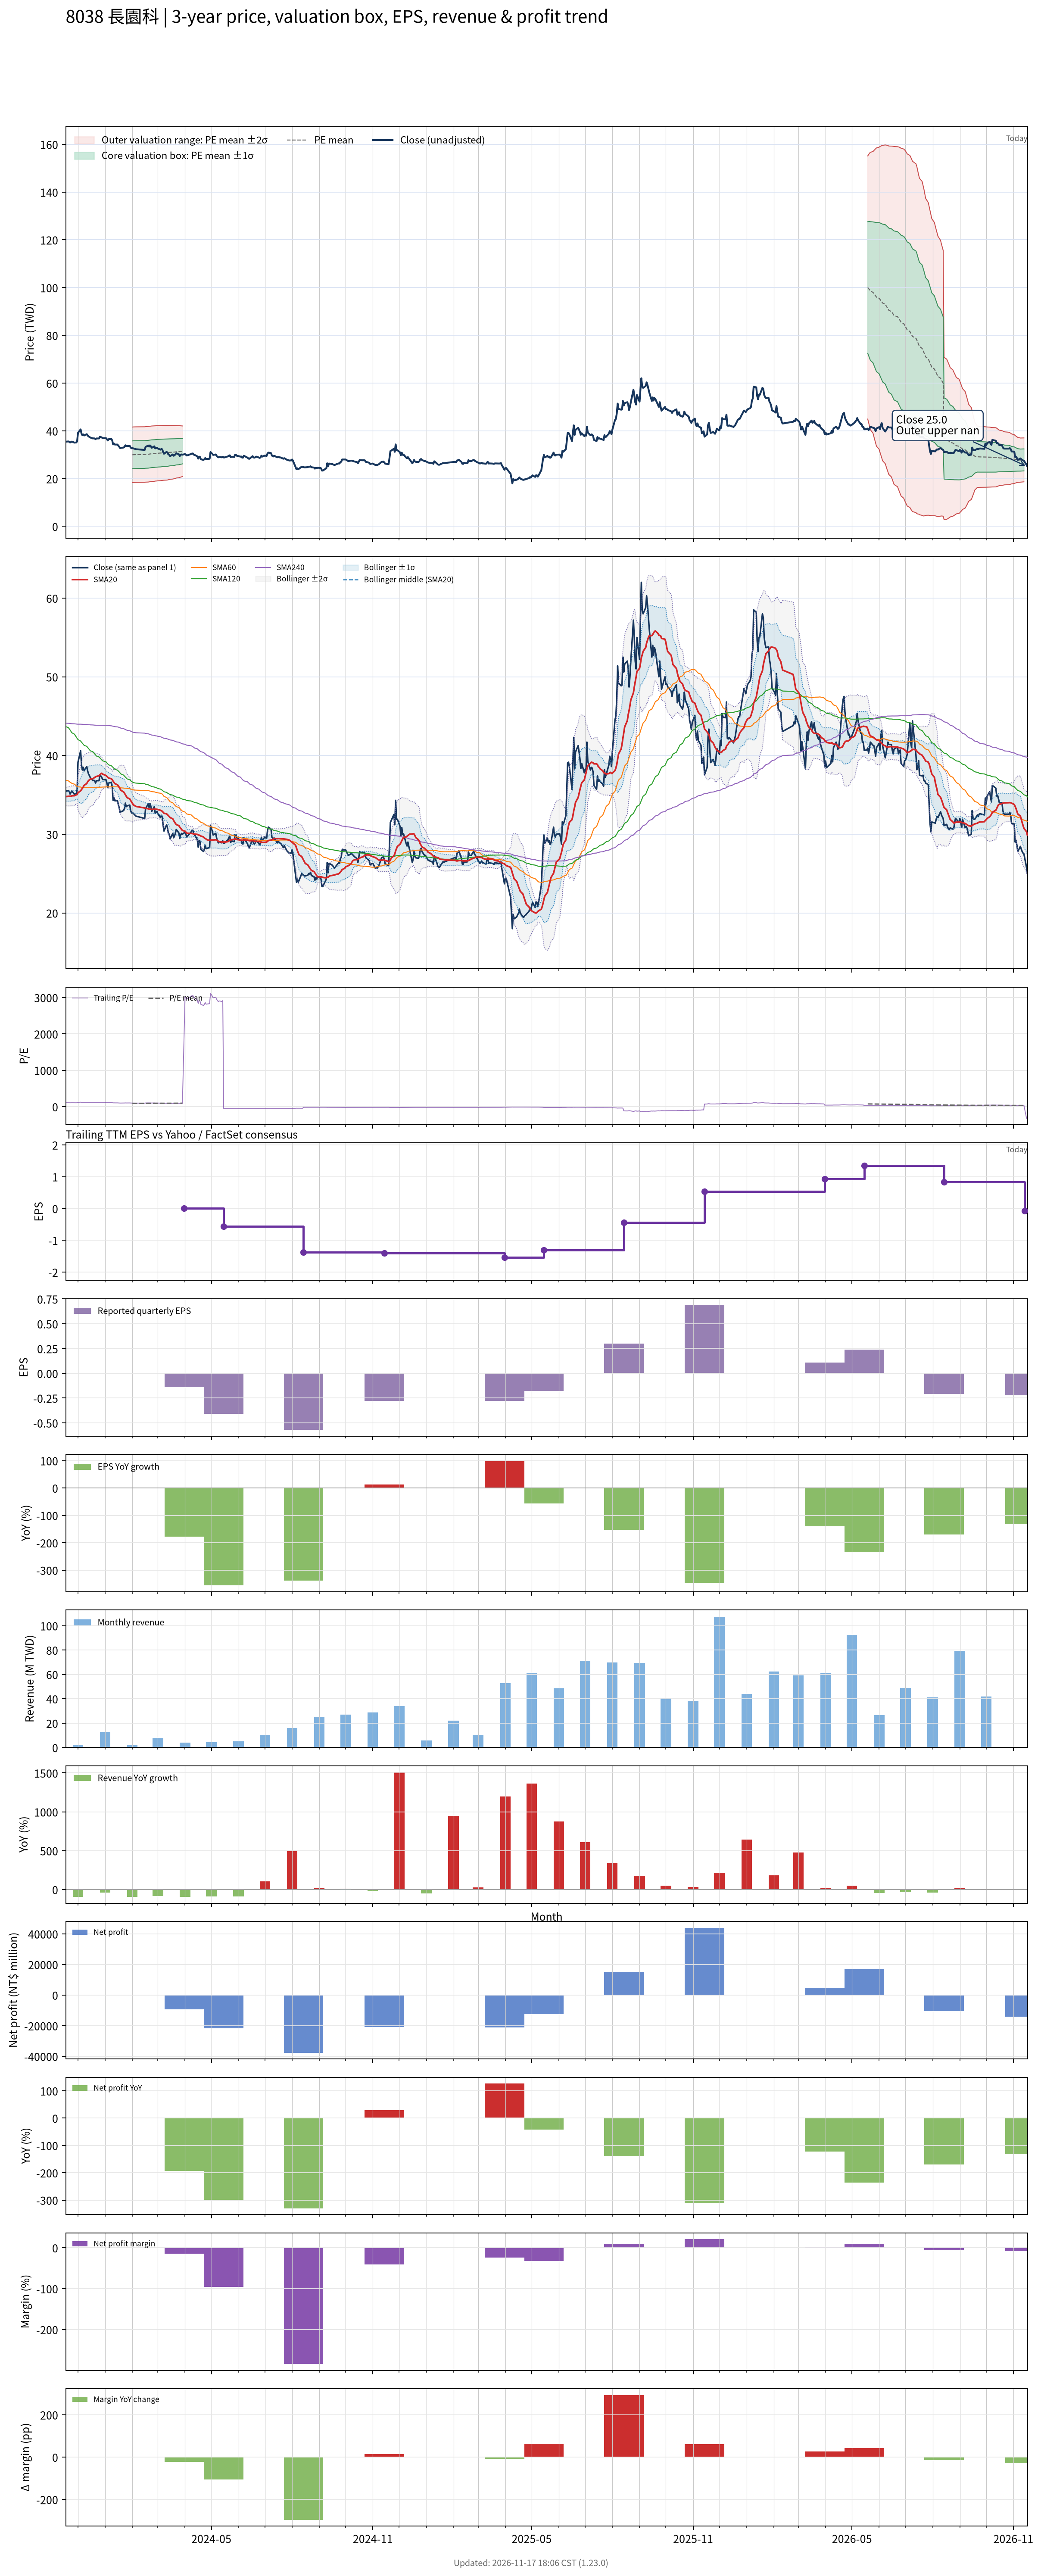 8038 長園科 | 3-year price, valuation box, EPS, revenue & profit trend
Outer valuation range: PE mean ±2σ
PE mean
Close (unadjusted)
Core valuation box: PE mean ±1σ
Today
160
140
120
100
80
60
40
20
0
Price (TWD)
Close 25.0
Outer upper nan
Close (same as panel 1)
SMA20
SMA60
SMA120
SMA240
Bollinger ±2σ
Bollinger ±1σ
Bollinger middle (SMA20)
60
50
40
30
20
Price
Trailing P/E
P/E mean
3000
2000
1000
0
P/E
Trailing TTM EPS vs Yahoo / FactSet consensus
Today
2
1
0
-1
-2
EPS
Reported quarterly EPS
0.75
0.50
0.25
0.00
-0.25
-0.50
EPS
EPS YoY growth
100
0
-100
-200
-300
YoY (%)
Monthly revenue
100
80
60
40
20
0
Revenue (M TWD)
Revenue YoY growth
1500
1000
500
0
YoY (%)
Month
Net profit
40000
20000
0
-20000
-40000
Net profit (NT$ million)
Net profit YoY
100
0
-100
-200
-300
YoY (%)
Net profit margin
0
-100
-200
Margin (%)
Margin YoY change
200
0
-200
Δ margin (pp)
2024-05
2024-11
2025-05
2025-11
2026-05
2026-11
Updated: 2026-11-17 18:06 CST (1.23.0)